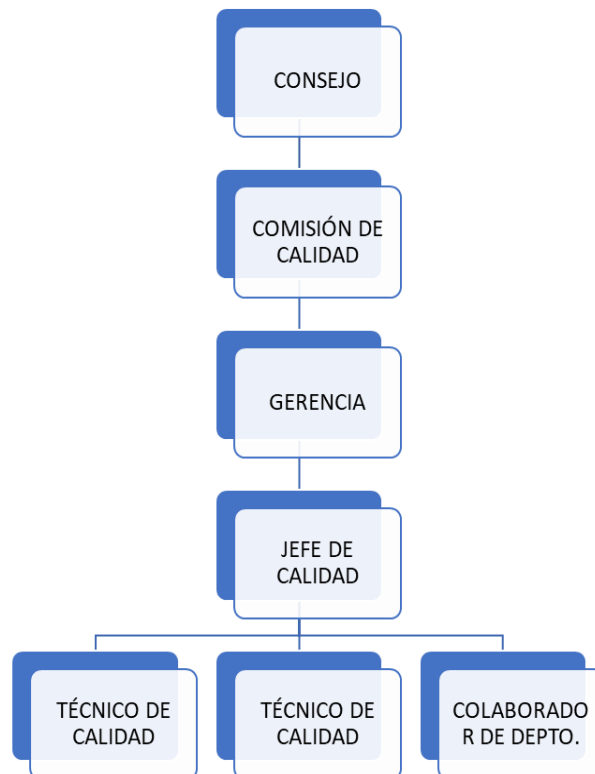 CONSEJO
COMISIÓN DE
CALIDAD
GERENCIA
JEFE DE
CALIDAD
TÉCNICO DE
CALIDAD
TÉCNICO DE
CALIDAD
COLABORADO
R DE DEPTO.